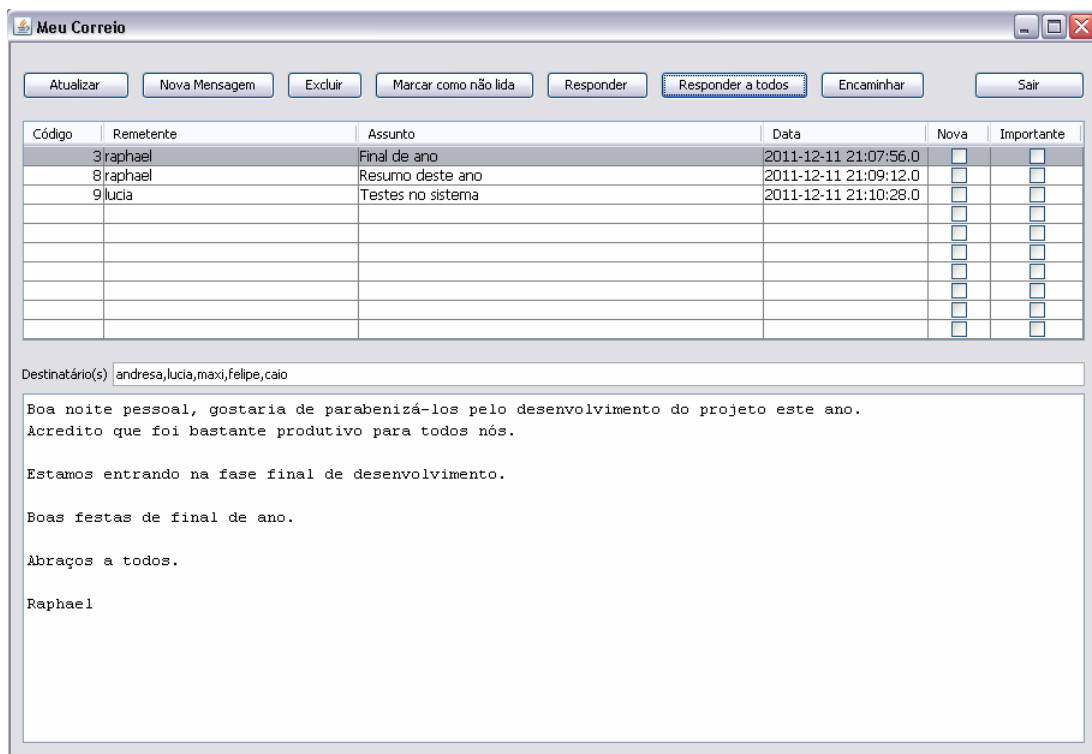 Meu Correio
Atualizar Nova Mensagem Excluir Marcar como não lida Responder Responder a todos Encaminhar Sair
Código Remetente Assunto Data Nova Importante
3 raphael Final de ano 2011-12-11 21:07:56.0
8 raphael Resumo deste ano 2011-12-11 21:09:12.0
9 lucia Testes no sistema 2011-12-11 21:10:28.0
Destinatário(s) andresa,lucia,maxi,felipe,caio
Boa noite pessoal, gostaria de parabenizá-los pelo desenvolvimento do projeto este ano.
Acredito que foi bastante produtivo para todos nós.
Estamos entrando na fase final de desenvolvimento.
Boas festas de final de ano.
Abraços a todos.
Raphael